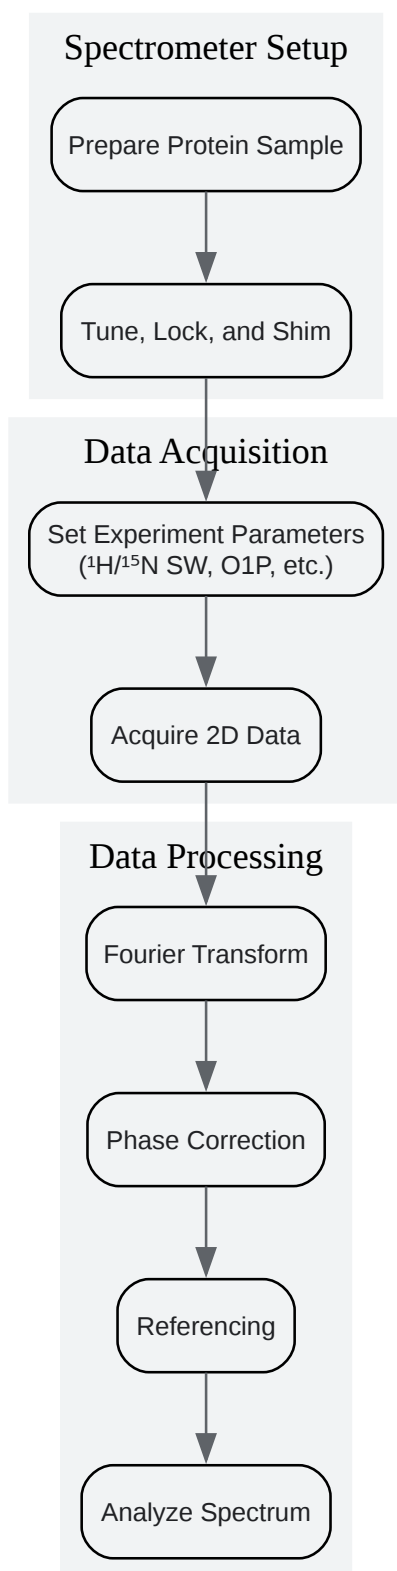 Spectrometer Setup
Prepare Protein Sample
Tune, Lock, and Shim
Data Acquisition
Set Experiment Parameters
(¹H/¹⁵N SW, O1P, etc.)
Acquire 2D Data
Data Processing
Fourier Transform
Phase Correction
Referencing
Analyze Spectrum